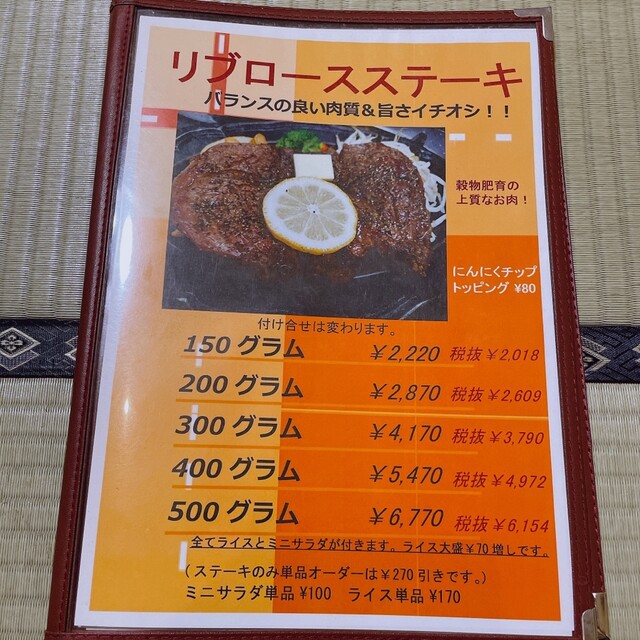 リブロースステーキ
バランスの良い肉質＆旨さイチオシ！！
穀物肥育の
上質なお肉！
にんにくチップ
トッピング ¥80
付け合せは変わります。
150グラム ￥2,220 税抜￥2,018
200グラム ￥2,870 税抜￥2,609
300グラム ￥4,170 税抜￥3,790
400グラム ￥5,470 税抜￥4,972
500グラム ￥6,770 税抜￥6,154
全てライスとミニサラダが付きます。ライス大盛￥70増しです。
（ステーキのみ単品オーダーは￥270引きです。）
ミニサラダ単品 ¥100 ライス単品 ¥170